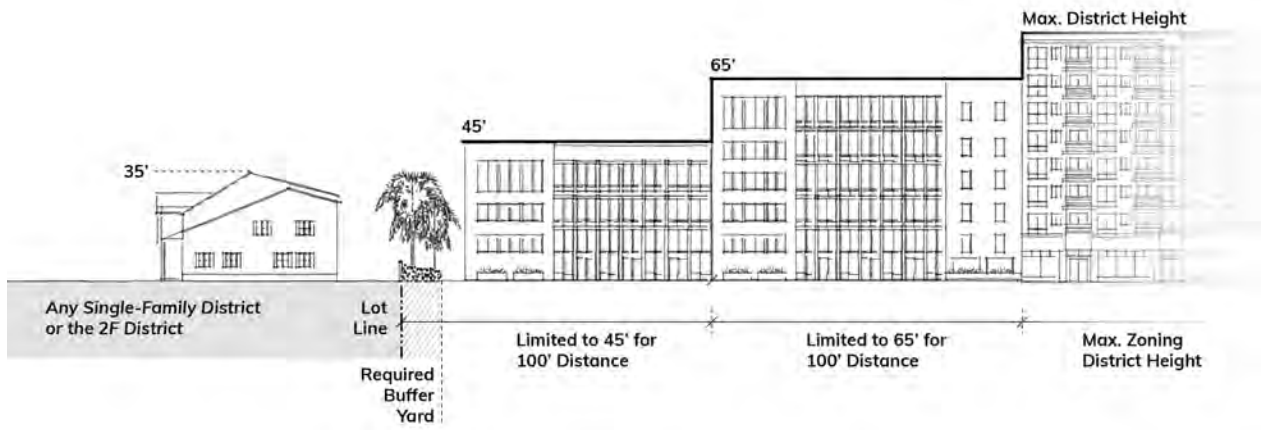 Max. District Height
65'
45'
35'
Any Single-Family District
or the 2F District
Lot
Line
Required
Buffer
Yard
Limited to 45' for
100' Distance
Limited to 65' for
100' Distance
Max. Zoning
District Height